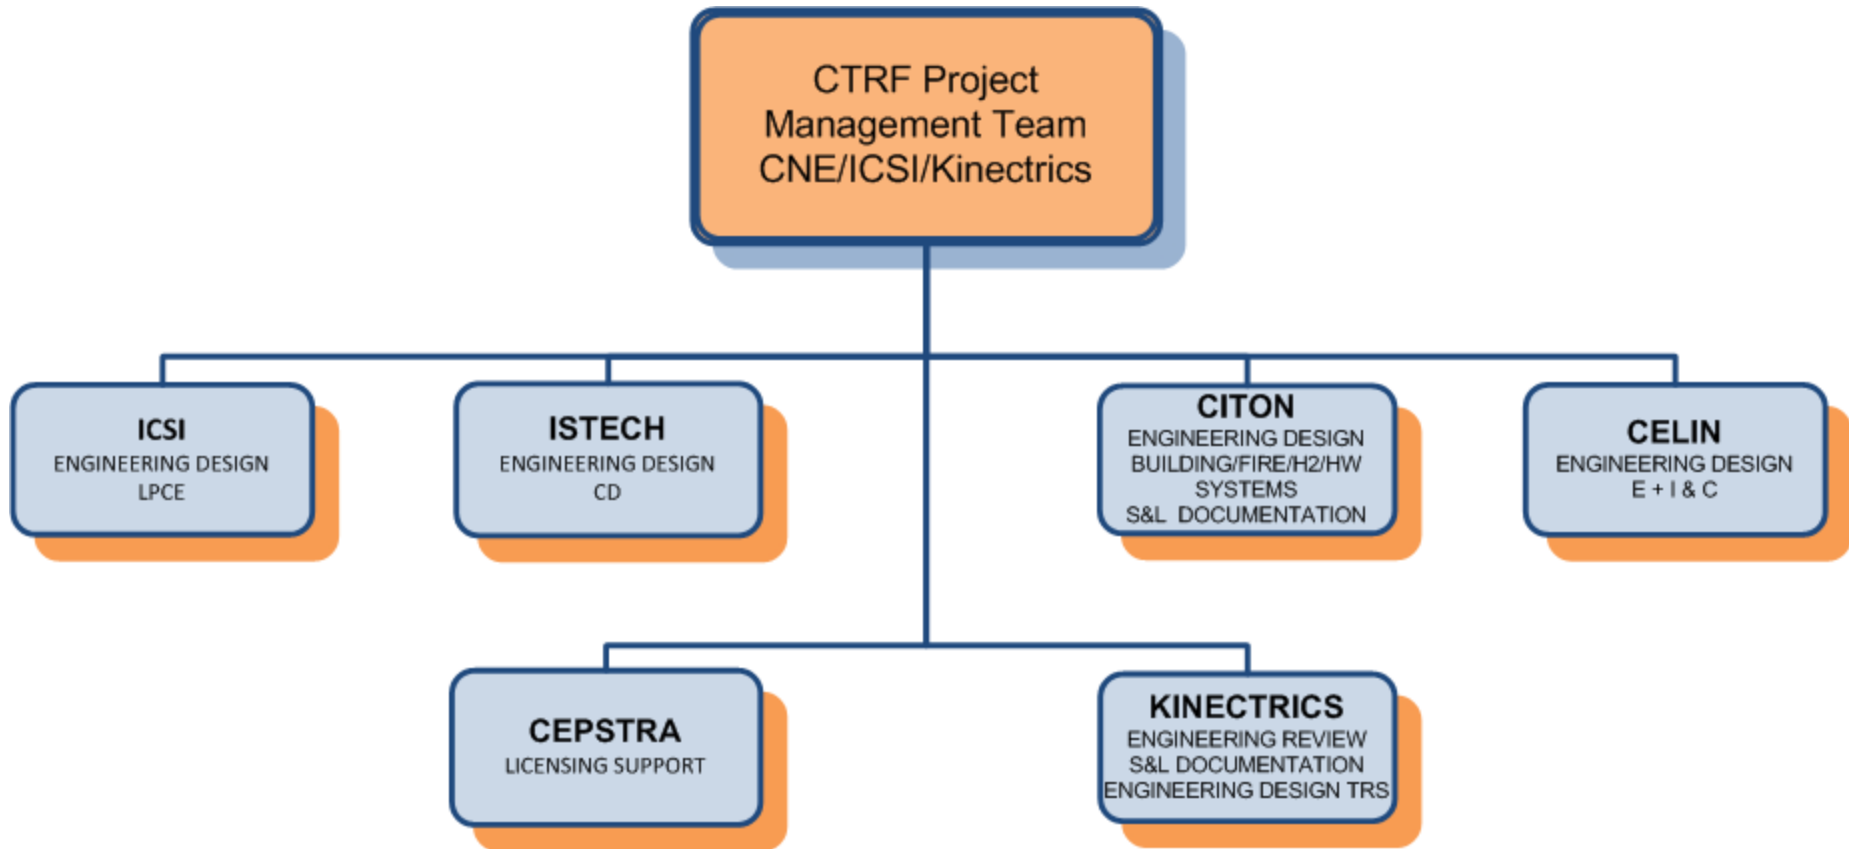 CTRF Project
Management Team
CNE/ICSI/Kinectrics
ICSI
ENGINEERING DESIGN
LPCE
ISTECH
ENGINEERING DESIGN
CD
CITON
ENGINEERING DESIGN
BUILDING/FIRE/H2/HW
SYSTEMS
S&L DOCUMENTATION
CELIN
ENGINEERING DESIGN
E + I & C
CEPSTRA
LICENSING SUPPORT
KINECTRICS
ENGINEERING REVIEW
S&L DOCUMENTATION
ENGINEERING DESIGN TRS